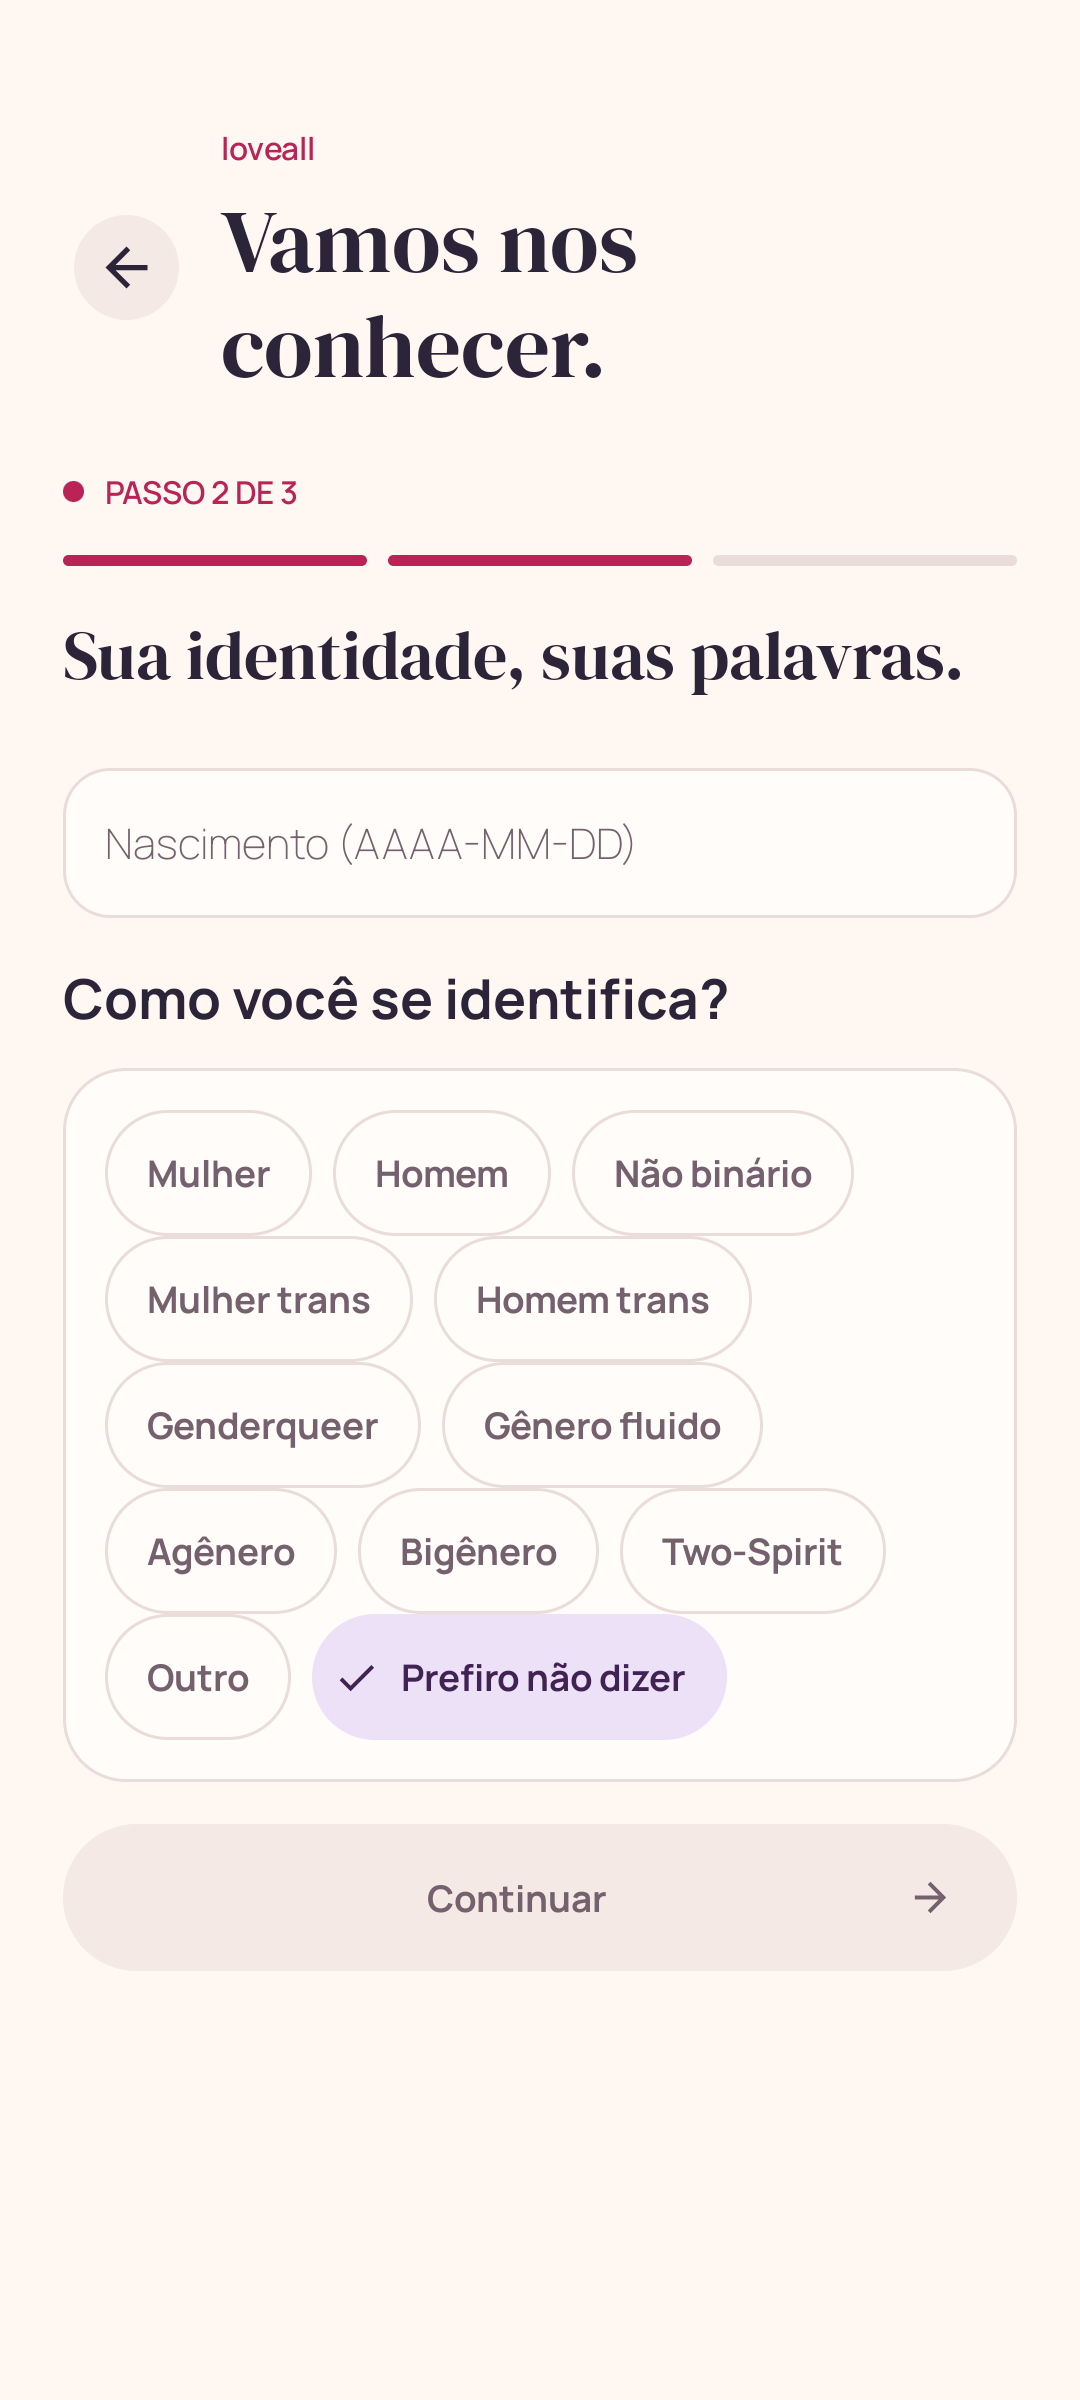 loveall
Vamos nos
conhecer.
PASSO 2 DE 3
Sua identidade, suas palavras.
Nascimento (AAAA-MM-DD)
Como você se identifica?
Mulher Homem Não binário
Mulher trans Homem trans
Genderqueer Gênero fluido
Agênero Bigênero Two-Spirit
Outro Prefiro não dizer
Continuar